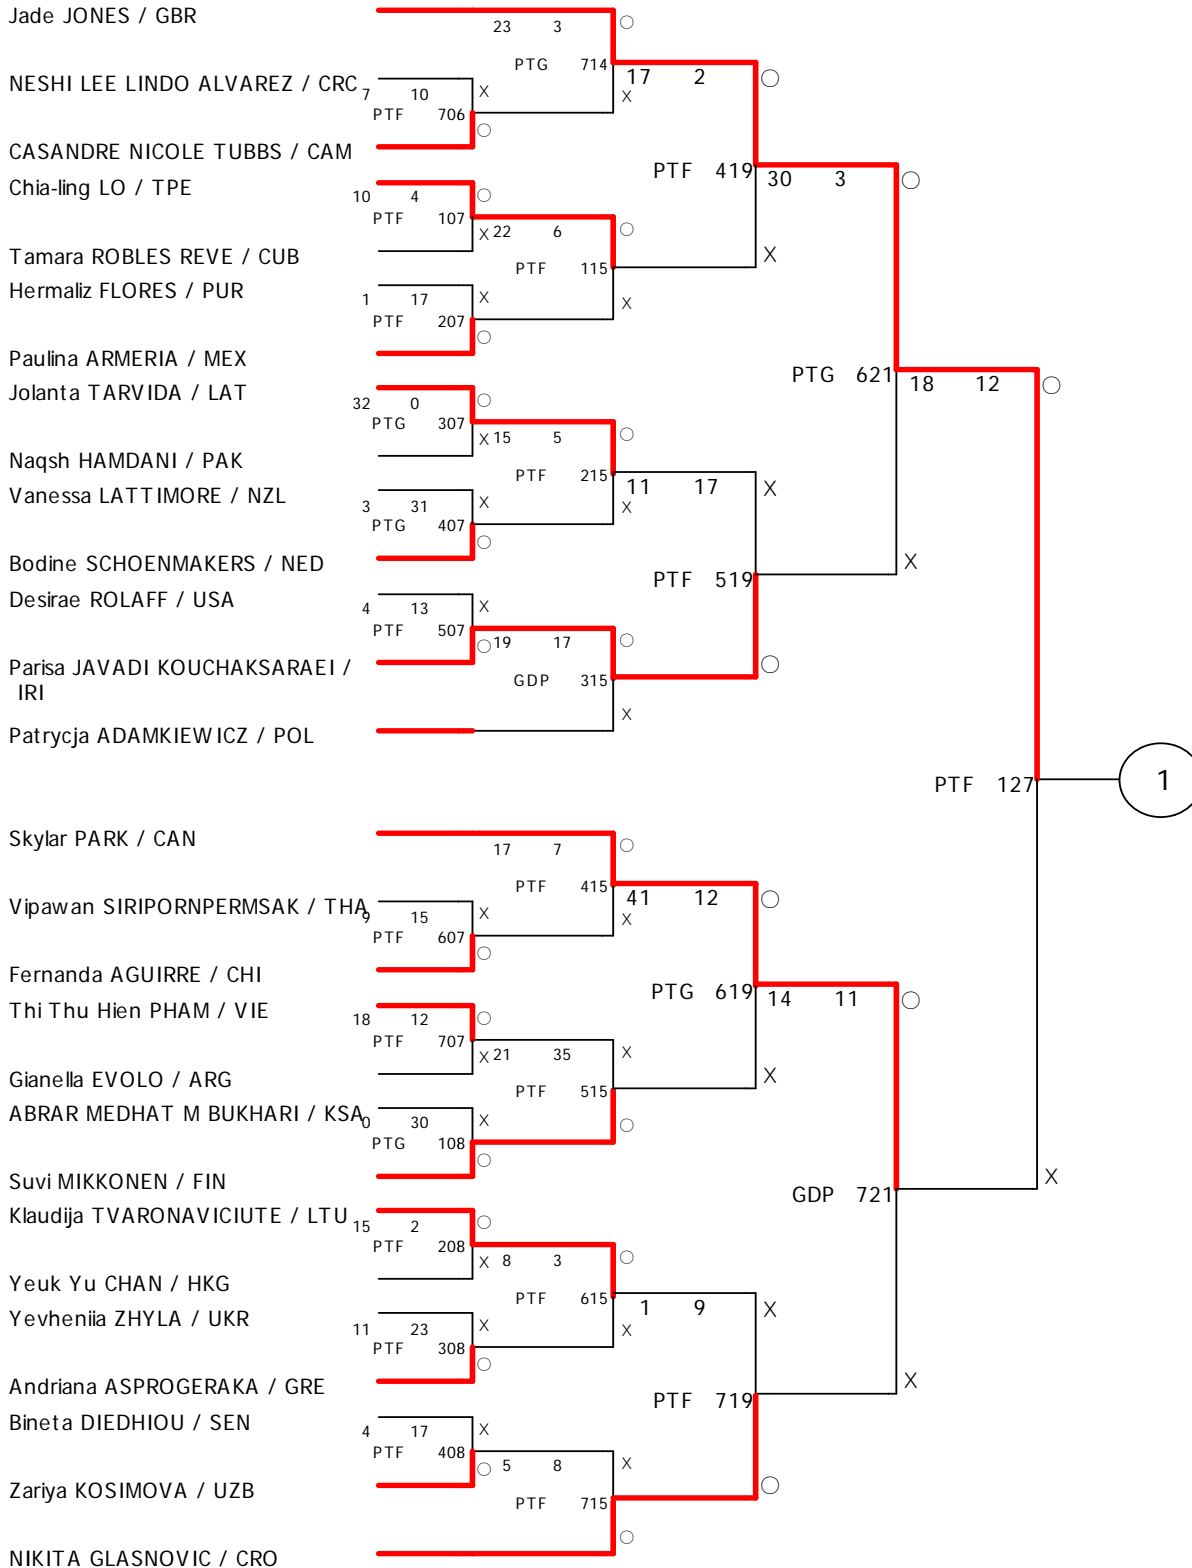 Jade JONES / GBR
23 3
PTG 714
17 2
NESHI LEE LINDO ALVAREZ / CRC
7 10 X
PTF 706
X
CASANDRE NICOLE TUBBS / CAM
PTF 419
30 3
Chia-ling LO / TPE
10 4
PTF 107
X 22 6
PTF 115
Tamara ROBLES REVE / CUB
X
Hermaliz FLORES / PUR
1 17 X
PTF 207
X
Paulina ARMERIA / MEX
PTG 621
18 12
Jolanta TARVIDA / LAT
32 0
PTG 307
X 15 5
PTF 215
Naqsh HAMDANI / PAK
11 17 X
Vanessa LATTIMORE / NZL
3 31 X
PTG 407
X
Bodine SCHOENMAKERS / NED
X
PTF 519
Desirae ROLAFF / USA
4 13 X
PTF 507
19 17
GDP 315
Parisa JAVADI KOUCHAKSARAEI /
IRI
X
Patrycja ADAMKIEWICZ / POL
PTF 127
1
Skylar PARK / CAN
17 7
PTF 415
41 12
Vipawan SIRIPORNPERMSAK / THA
9 15 X
PTF 607
X
Fernanda AGUIRRE / CHI
PTG 619
14 11
Thi Thu Hien PHAM / VIE
18 12
PTF 707
X 21 35 X
PTF 515
Gianella EVOLO / ARG
X
ABRAR MEDHAT M BUKHARI / KSA
0 30 X
PTG 108
Suvi MIKKONEN / FIN
X
GDP 721
Klaudija TVARONAVICIUTE / LTU
15 2
PTF 208
X 8 3
PTF 615
Yeuk Yu CHAN / HKG
1 9 X
Yevheniia ZHYLA / UKR
11 23 X
PTF 308
X
Andriana ASPROGERAKA / GRE
X
PTF 719
Bineta DIEDHIOU / SEN
4 17 X
PTF 408
5 8 X
PTF 715
Zariya KOSIMOVA / UZB
NIKITA GLASNOVIC / CRO